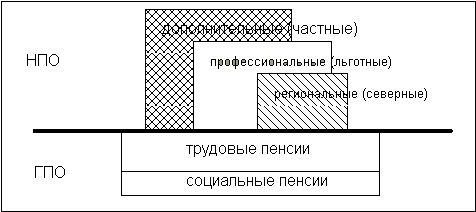 дополнительные (частные)
НПО
профессиональные (льготные)
региональные (северные)
трудовые пенсии
ГПО
социальные пенсии